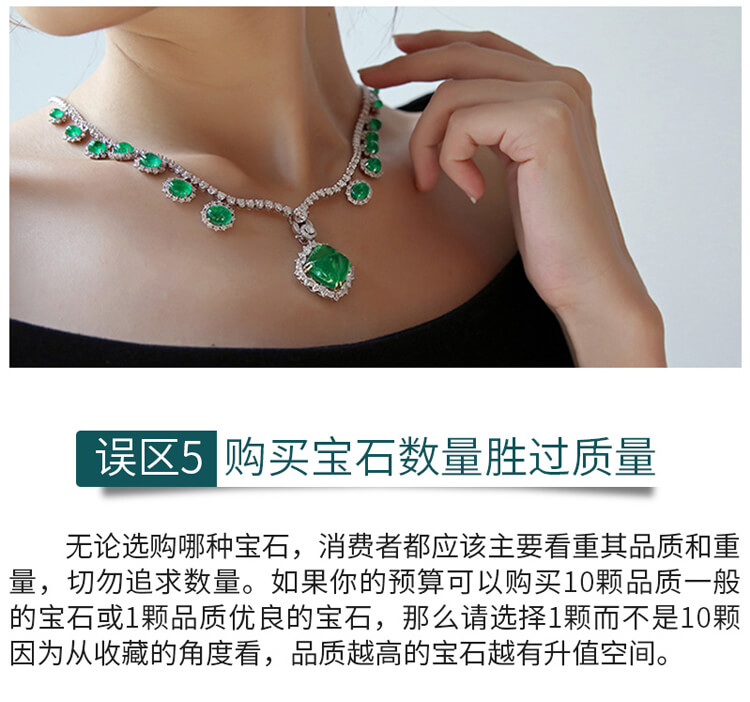 误区5 购买宝石数量胜过质量
无论选购哪种宝石，消费者都应该主要看重其品质和重
量，切勿追求数量。如果你的预算可以购买10颗品质一般
的宝石或1颗品质优良的宝石，那么请选择1颗而不是10颗
因为从收藏的角度看，品质越高的宝石越有升值空间。